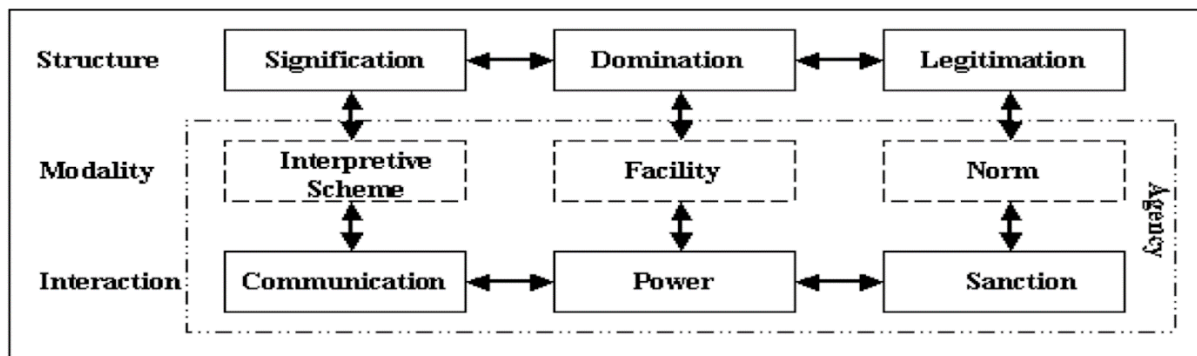 Structure Signification Domination Legitimation
Modality Interpretive Scheme Facility Norm
Interaction Communication Power Sanction
Agency